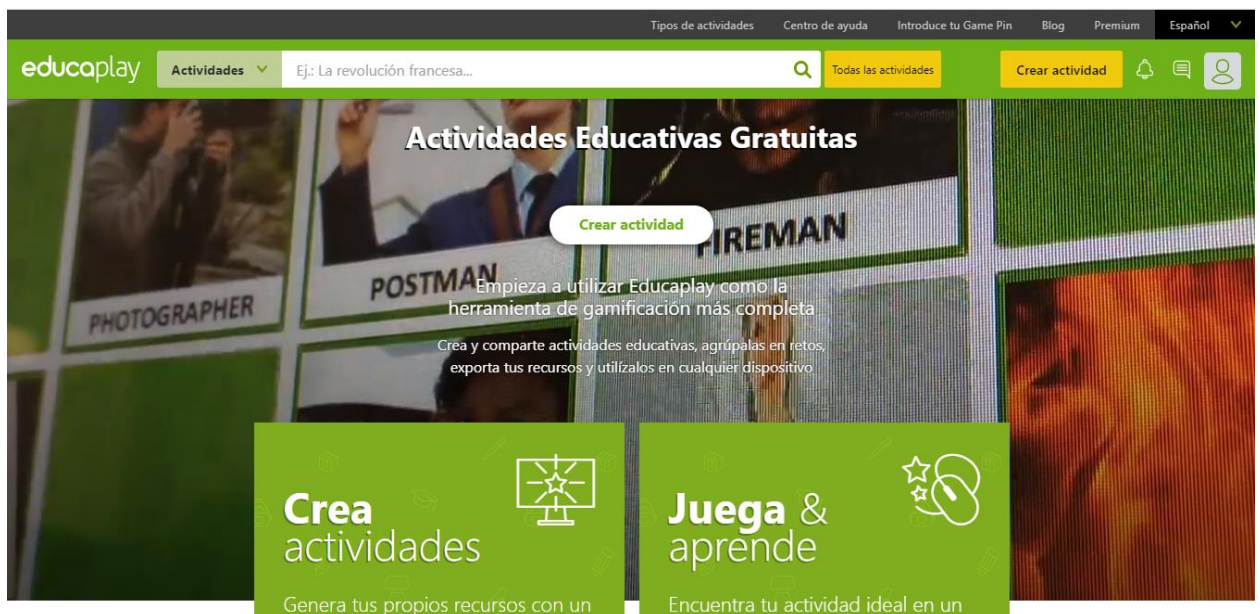 Tipos de actividades Centro de ayuda Introduce tu Game Pin Blog Premium Español
educaplay Actividades Ej.: La revolución francesa... Todas las actividades Crear actividad
Actividades Educativas Gratuitas
Crear actividad
FIREMAN
POSTMAN
PHOTOGRAPHER
Empieza a utilizar Educaplay como la
herramienta de gamificación más completa
Crea y comparte actividades educativas, agrúpalas en retos,
exporta tus recursos y utilízalos en cualquier dispositivo
Crea
actividades
Genera tus propios recursos con un
Juega &
aprende
Encuentra tu actividad ideal en un